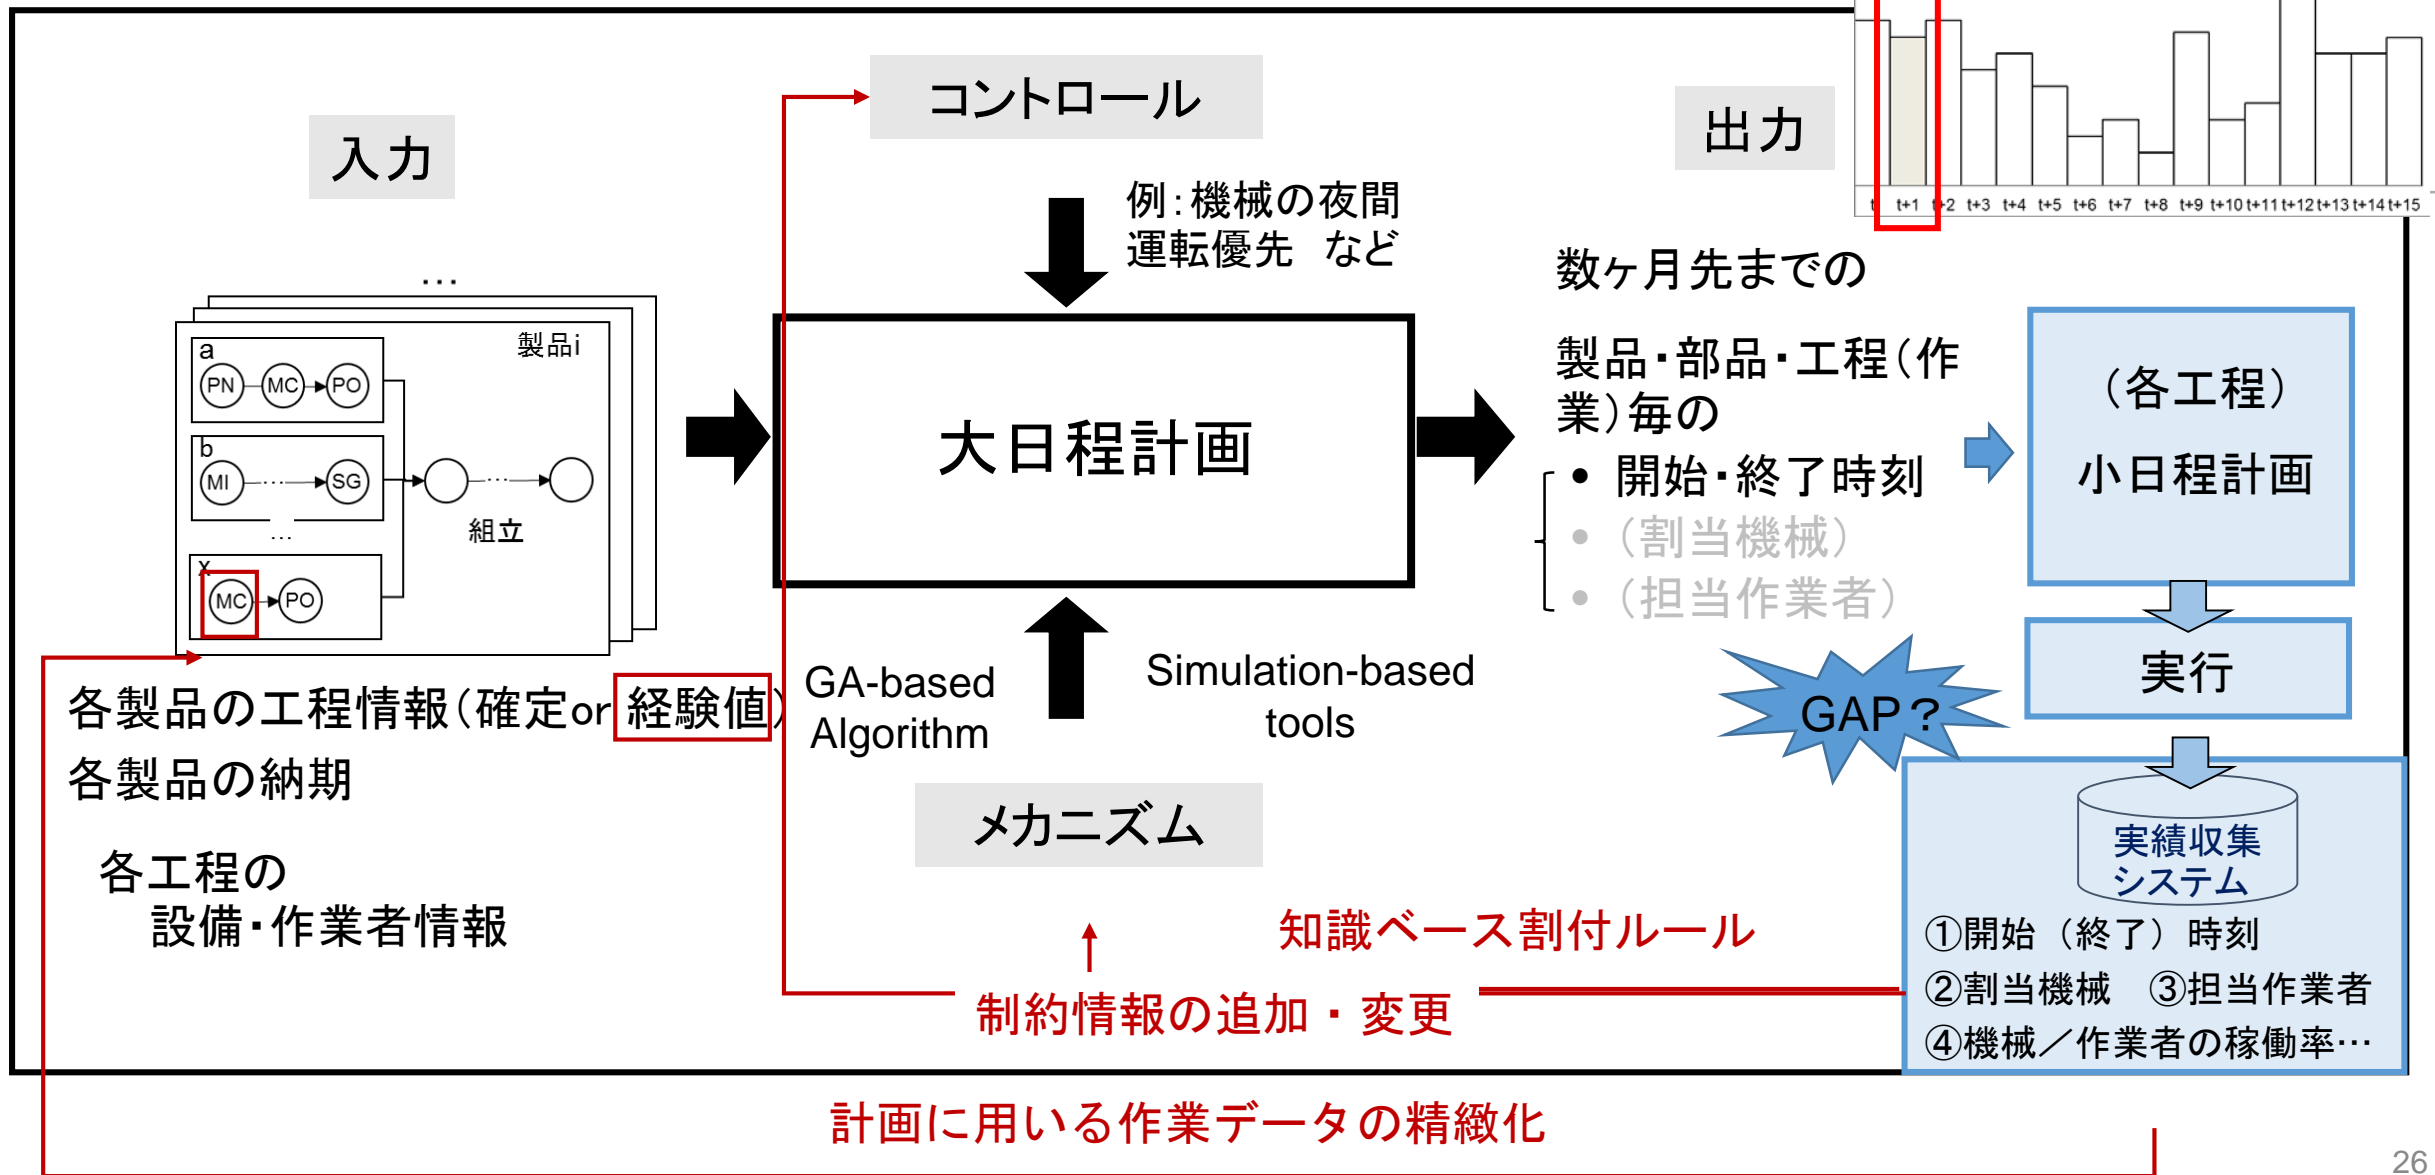 入力
コントロール
例：機械の夜間
運転優先　など
出力
t t+1 t+2 t+3 t+4 t+5 t+6 t+7 t+8 t+9 t+10 t+11 t+12 t+13 t+14 t+15
…
製品i
a
PN MC PO
b
MI … SG
…
…
組立
x
MC PO
各製品の工程情報（確定or 経験値）
各製品の納期
各工程の
設備・作業者情報
大日程計画
GA-based
Algorithm
Simulation-based
tools
メカニズム
数ヶ月先までの
製品・部品・工程（作
業）毎の
• 開始・終了時刻
• （割当機械）
• （担当作業者）
（各工程）
小日程計画
実行
GAP？
実績収集
システム
①開始（終了）時刻
②割当機械　③担当作業者
④機械／作業者の稼働率…
知識ベース割付ルール
制約情報の追加・変更
計画に用いる作業データの精緻化
26